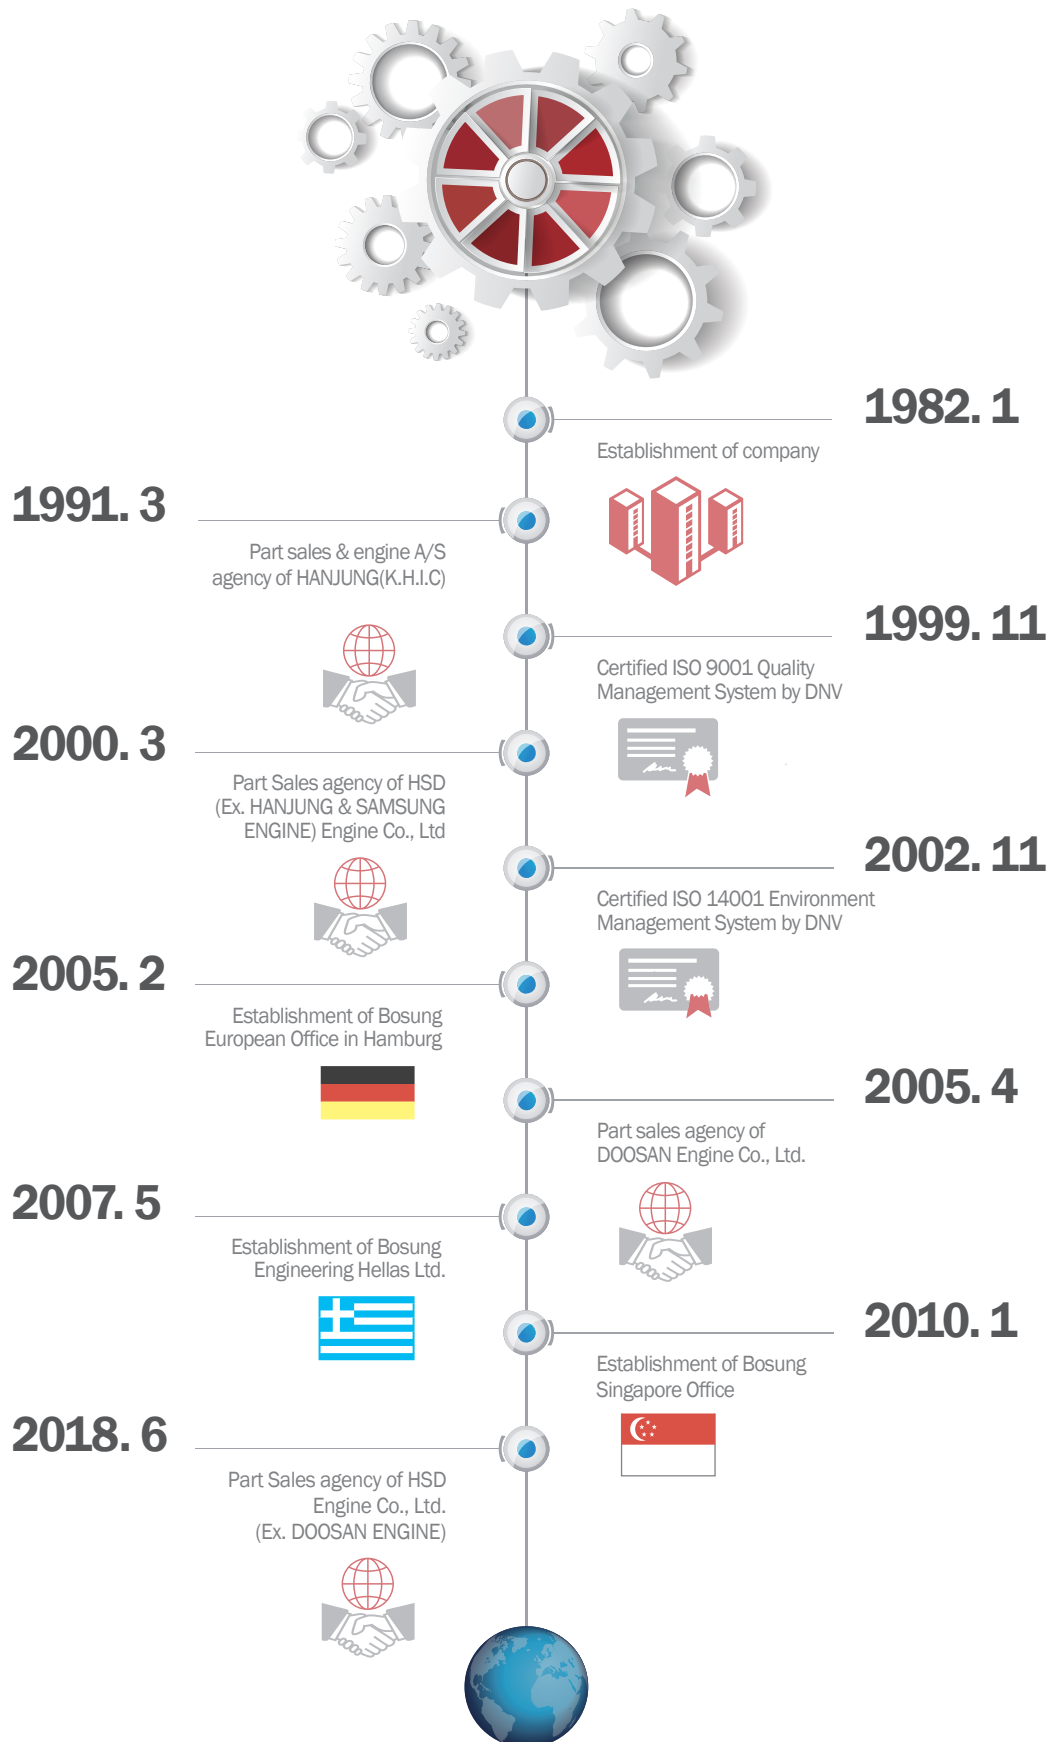 1982. 1
Establishment of company
1991. 3
Part sales & engine A/S
agency of HANJUNG(K.H.I.C)
1999. 11
Certified ISO 9001 Quality
Management System by DNV
2000. 3
Part Sales agency of HSD
(Ex. HANJUNG & SAMSUNG
ENGINE) Engine Co., Ltd
2002. 11
Certified ISO 14001 Environment
Management System by DNV
2005. 2
Establishment of Bosung
European Office in Hamburg
2005. 4
Part sales agency of
DOOSAN Engine Co., Ltd.
2007. 5
Establishment of Bosung
Engineering Hellas Ltd.
2010. 1
Establishment of Bosung
Singapore Office
2018. 6
Part Sales agency of HSD
Engine Co., Ltd.
(Ex. DOOSAN ENGINE)